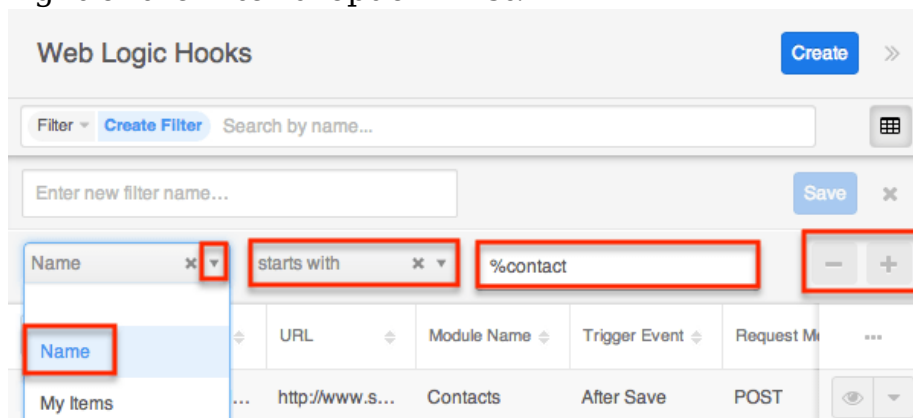 Web Logic Hooks
Create
Filter Create Filter Search by name...
Enter new filter name...
Save
Name starts with %contact
Name
URL Module Name Trigger Event
My Items
... http://www.s... Contacts After Save POST